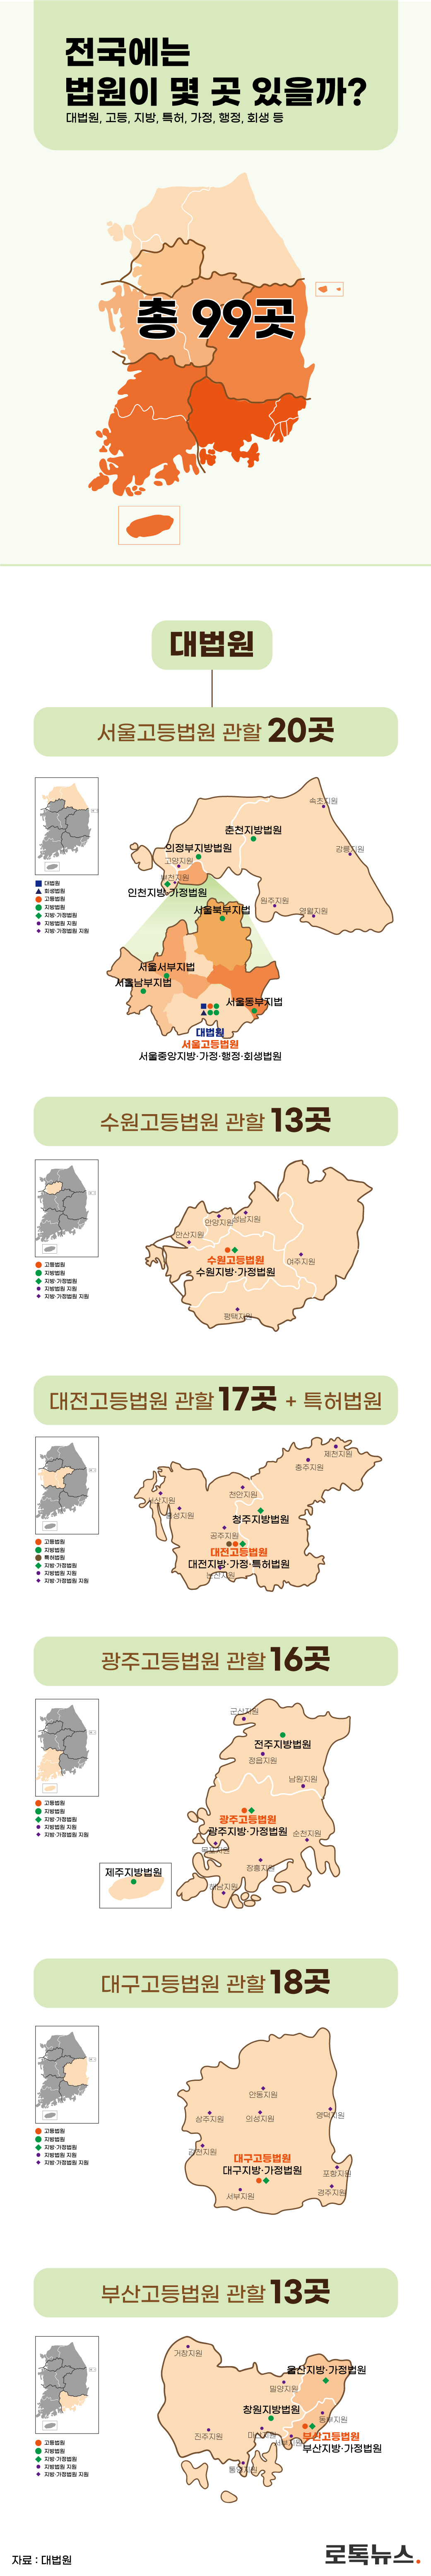 전국에는
법원이 몇 곳 있을까?
대법원, 고등, 지방, 특허, 가정, 행정, 회생 등
총 99곳
대법원
서울고등법원 관할 20곳
대법원
회생법원
고등법원
지방법원
지방·가정법원
지방법원 지원
지방·가정법원 지원
속초지원
춘천지방법원
강릉지원
의정부지방법원
고양지원
부천지원
인천지방·가정법원
원주지원
영월지원
서울북부지법
서울서부지법
서울남부지법
서울동부지법
대법원
서울고등법원
서울중앙지방·가정·행정·회생법원
수원고등법원 관할 13곳
고등법원
지방법원
지방·가정법원
지방법원 지원
지방·가정법원 지원
성남지원
안양지원
안산지원
수원고등법원
여주지원
수원지방·가정법원
평택지원
대전고등법원 관할 17곳 + 특허법원
고등법원
지방법원
특허법원
지방·가정법원
지방법원 지원
지방·가정법원 지원
제천지원
충주지원
천안지원
서산지원
홍성지원
청주지방법원
공주지원
대전고등법원
대전지방·가정·특허법원
논산지원
광주고등법원 관할 16곳
고등법원
지방법원
지방·가정법원
지방법원 지원
지방·가정법원 지원
군산지원
전주지방법원
정읍지원
남원지원
광주고등법원
광주지방·가정법원
순천지원
목포지원
장흥지원
제주지방법원
해남지원
대구고등법원 관할 18곳
고등법원
지방법원
지방·가정법원
지방법원 지원
지방·가정법원 지원
안동지원
상주지원
의성지원
영덕지원
김천지원
대구고등법원
대구지방·가정법원
포항지원
서부지원
경주지원
부산고등법원 관할 13곳
고등법원
지방법원
지방·가정법원
지방법원 지원
지방·가정법원 지원
거창지원
울산지방·가정법원
밀양지원
창원지방법원
동부지원
진주지원
마산지원
부산고등법원
서부지원
부산지방·가정법원
통영지원
자료 : 대법원
로톡뉴스.